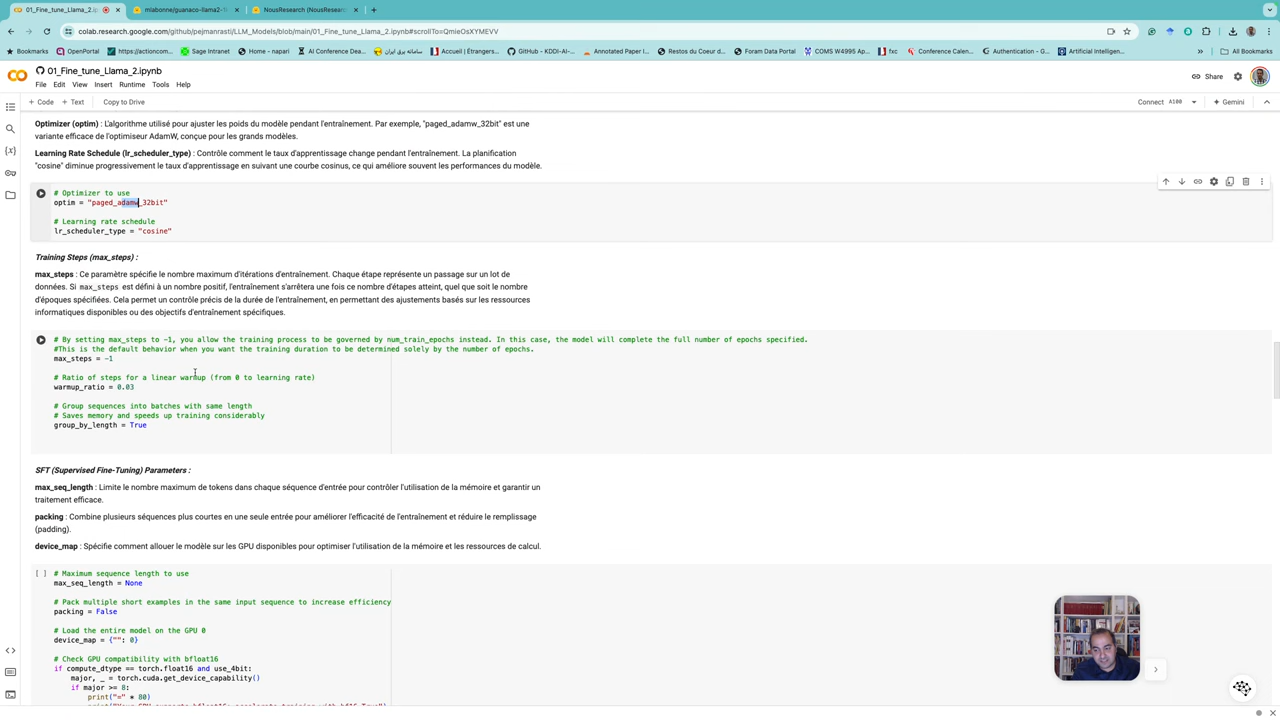 01_Fine_tune_Llama_2.ipynb
mlabonne/guanaco-llama2-1
NousResearch (NousResearch
colab.research.google.com/github/pejmanrasti/LLM_Models/blob/main/01_Fine_tune_Llama_2.ipynb#scrollTo=QmieOsXYMEVV
Bookmarks
OpenPortal
https://actioncom...
Sage Intranet
Home - napari
AI Conference Dea...
سامانه برق ایران
Accueil | Étrangers...
GitHub - KDDI-AI...
Annotated Paper I...
Restos du Coeur d...
Foram Data Portal
COMS W4995 Ap...
fxc
Conference Calen...
Authentication - G...
Artificial Intelligen...
»
All Bookmarks
01_Fine_tune_Llama_2.ipynb
File Edit View Insert Runtime Tools Help
Share
+ Code + Text Copy to Drive
Connect A100
Gemini
Optimizer (optim) : L'algorithme utilisé pour ajuster les poids du modèle pendant l'entraînement. Par exemple, "paged_adamw_32bit" est une
variante efficace de l'optimiseur AdamW, conçue pour les grands modèles.
Learning Rate Schedule (lr_scheduler_type) : Contrôle comment le taux d'apprentissage change pendant l'entraînement. La planification
"cosine" diminue progressivement le taux d'apprentissage en suivant une courbe cosinus, ce qui améliore souvent les performances du modèle.
# Optimizer to use
optim = "paged_adamw_32bit"
# Learning rate schedule
lr_scheduler_type = "cosine"
Training Steps (max_steps) :
max_steps : Ce paramètre spécifie le nombre maximum d'itérations d'entraînement. Chaque étape représente un passage sur un lot de
données. Si max_steps est défini à un nombre positif, l'entraînement s'arrêtera une fois ce nombre d'étapes atteint, quel que soit le nombre
d'époques spécifiées. Cela permet un contrôle précis de la durée de l'entraînement, en permettant des ajustements basés sur les ressources
informatiques disponibles ou des objectifs d'entraînement spécifiques.
# By setting max_steps to -1, you allow the training process to be governed by num_train_epochs instead. In this case, the model will complete the full number of epochs specified.
#This is the default behavior when you want the training duration to be determined solely by the number of epochs.
max_steps = -1
# Ratio of steps for a linear warmup (from 0 to learning rate)
warmup_ratio = 0.03
# Group sequences into batches with same length
# Saves memory and speeds up training considerably
group_by_length = True
SFT (Supervised Fine-Tuning) Parameters :
max_seq_length : Limite le nombre maximum de tokens dans chaque séquence d'entrée pour contrôler l'utilisation de la mémoire et garantir un
traitement efficace.
packing : Combine plusieurs séquences plus courtes en une seule entrée pour améliorer l'efficacité de l'entraînement et réduire le remplissage
(padding).
device_map : Spécifie comment allouer le modèle sur les GPU disponibles pour optimiser l'utilisation de la mémoire et les ressources de calcul.
[ ]
# Maximum sequence length to use
max_seq_length = None
# Pack multiple short examples in the same input sequence to increase efficiency
packing = False
# Load the entire model on the GPU 0
device_map = {"": 0}
# Check GPU compatibility with bfloat16
if compute_dtype == torch.float16 and use_4bit:
major, _ = torch.cuda.get_device_capability()
if major >= 8:
print("=" * 80)